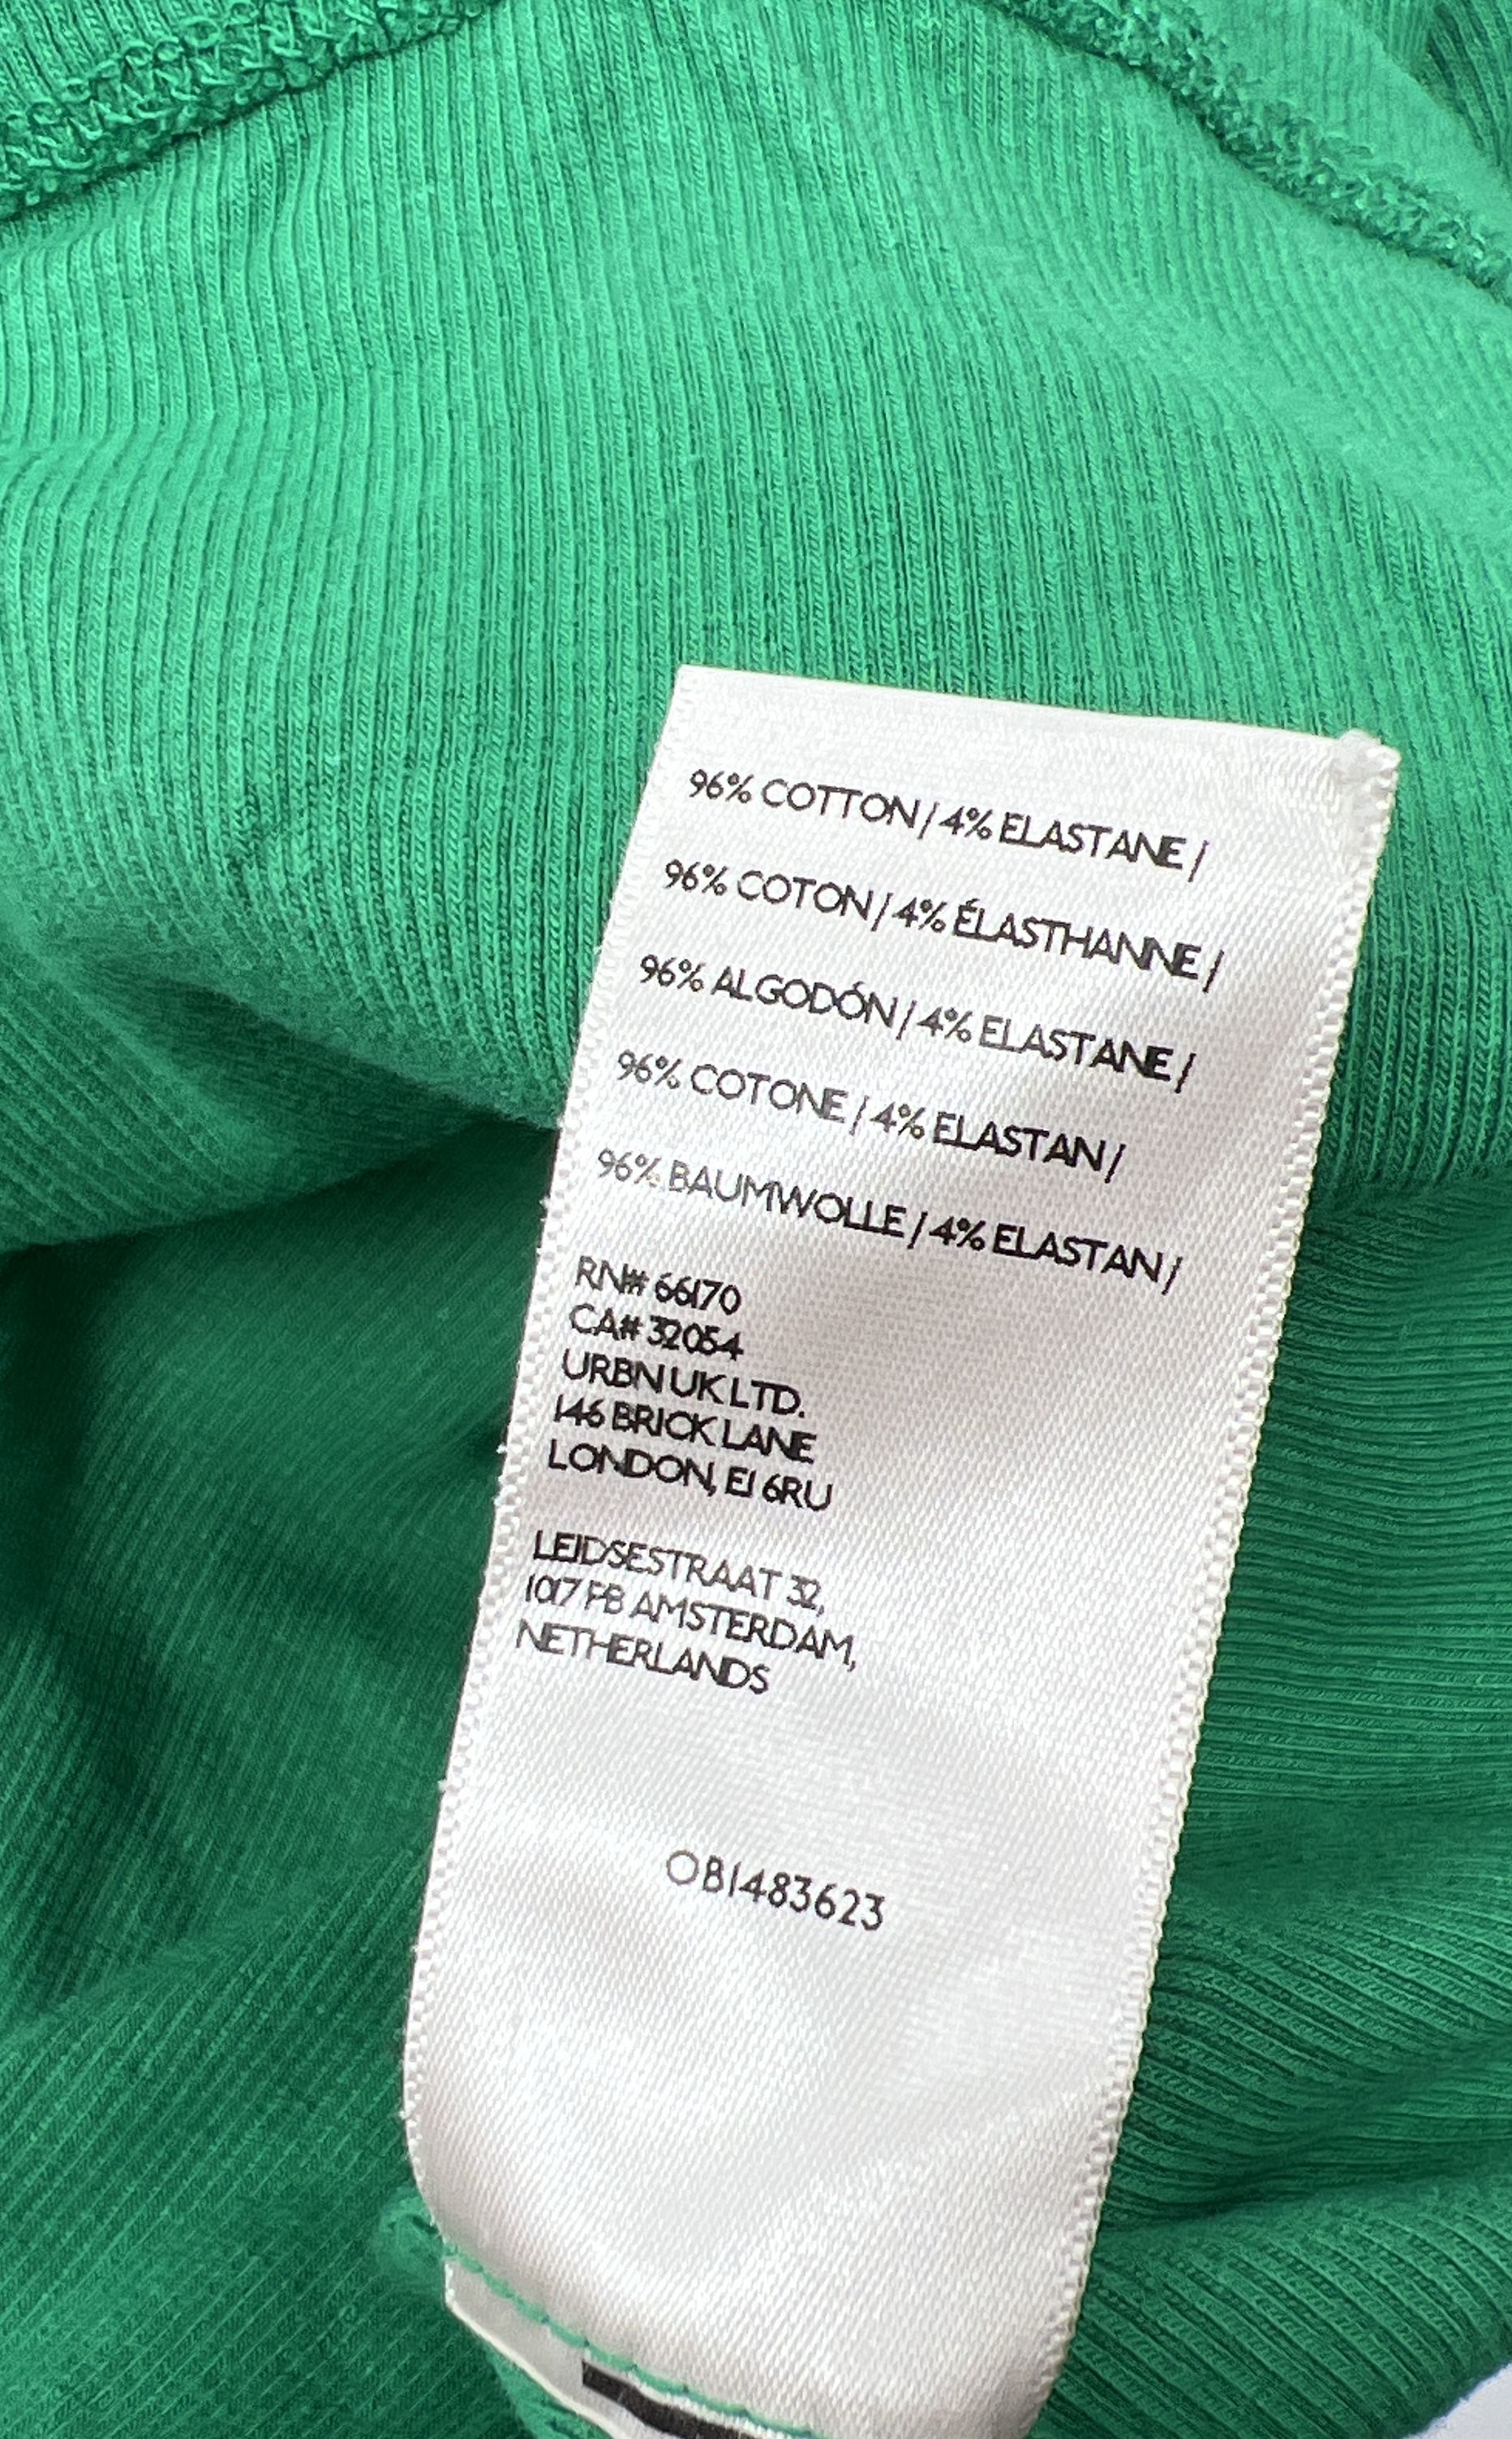 96% COTTON / 4% ELASTANE /
96% COTON / 4% ÉLASTHANNE /
96% ALGODÓN / 4% ELASTANE /
96% COTONE / 4% ELASTAN /
96% BAUMWOLLE / 4% ELASTAN /
RN# 66170
CA# 32054
URBN UK LTD.
146 BRICK LANE
LONDON, E1 6RU
LEIDSESTRAAT 32,
1017 PB AMSTERDAM,
NETHERLANDS
OB1483623